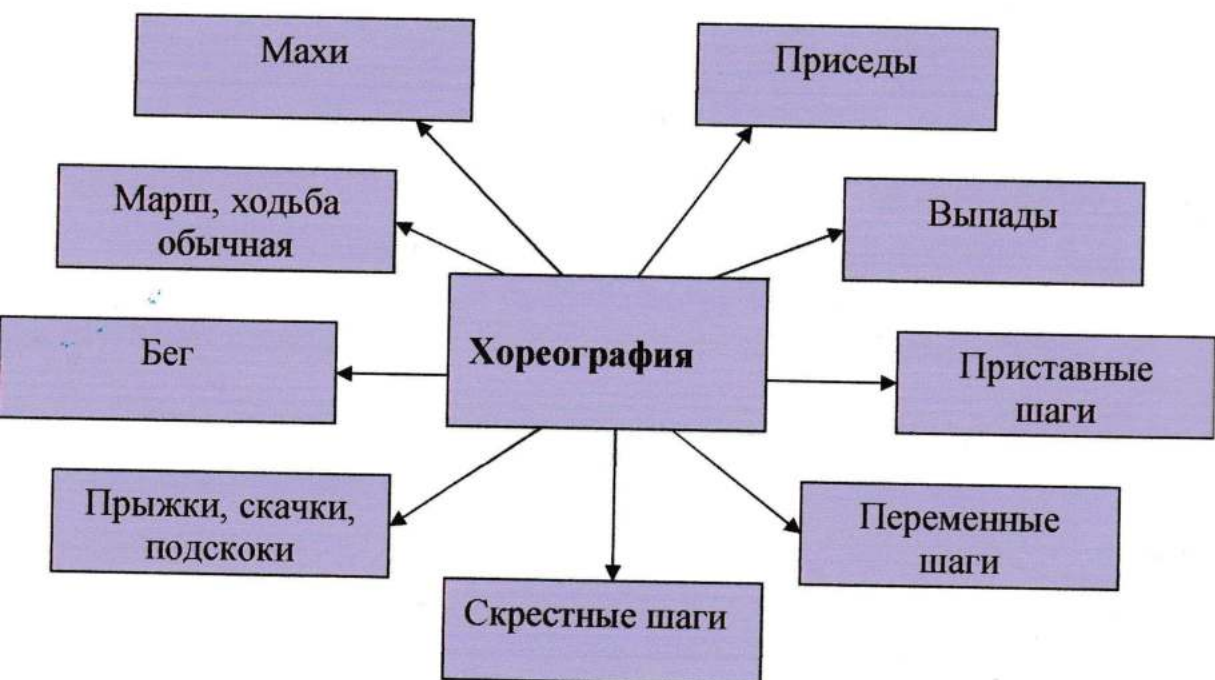 Махи
Приседы
Марш, ходьба
обычная
Выпады
Бег
Хореография
Приставные
шаги
Прыжки, скачки,
подскоки
Переменные
шаги
Скрестные шаги